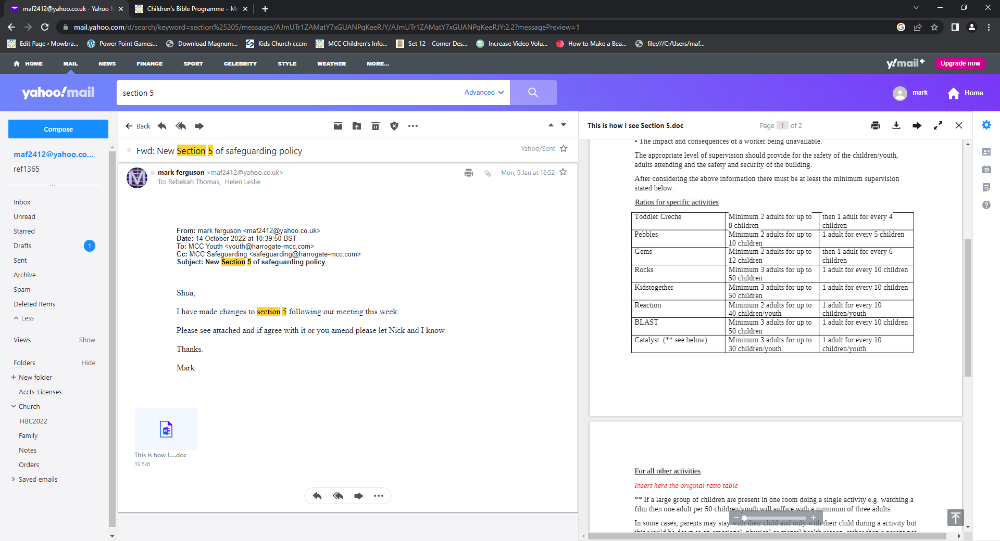 maf2412@yahoo.co.uk - Yahoo M
Children's Bible Programme – Mo
mail.yahoo.com/d/search/keyword=section%25205/messages/AJmUTr1ZAMatY7xGUANPqKeeRJY/AJmUTr1ZAMatY7xGUANPqKeeRJY:2.2?messagePreview=1
Edit Page ‹ Mowbra...
Power Point Games...
Download Magnum...
Kids Church cccm
MCC Children's Info...
Set 12 – Corner Des...
Increase Video Volu...
How to Make a Bea...
file:///C:/Users/maf...
HOME MAIL NEWS FINANCE SPORT CELEBRITY STYLE WEATHER MORE...
y!mail+
Upgrade now
yahoo!mail
section 5
Advanced
mark
Home
Compose
maf2412@yahoo.co...
ref1365
Inbox
Unread
Starred
Drafts 1
Sent
Archive
Spam
Deleted Items
Less
Views Show
Folders Hide
New folder
Accts-Licenses
Church
HBC2022
Family
Notes
Orders
Saved emails
Back
Fwd: New Section 5 of safeguarding policy
Yahoo/Sent
M
mark ferguson <maf2412@yahoo.co.uk>
Mon, 9 Jan at 16:52
To: Rebekah Thomas, Helen Leslie
From: mark ferguson <maf2412@yahoo.co.uk>
Date: 14 October 2022 at 10:39:50 BST
To: MCC Youth <youth@harrogate-mcc.com>
Cc: MCC Safeguarding <safeguarding@harrogate-mcc.com>
Subject: New Section 5 of safeguarding policy
Shua,
I have made changes to section 5 following our meeting this week.
Please see attached and if agree with it or you amend please let Nick and I know.
Thanks.
Mark
W
This is how I....doc
39.5kB
This is how I see Section 5.doc
Page 1 of 2
19
• The impact and consequences of a worker being unavailable.
The appropriate level of supervision should provide for the safety of the children/youth,
adults attending and the safety and security of the building.
After considering the above information there must be at least the minimum supervision
stated below.
Ratios for specific activities
Toddler Creche
Minimum 2 adults for up to
8 children
then 1 adult for every 4
children
Pebbles
Minimum 2 adults for up to
10 children
1 adult for every 5 children
Gems
Minimum 2 adults for up to
12 children
then 1 adult for every 6
children
Rocks
Minimum 3 adults for up to
50 children
1 adult for every 10 children
Kidstogether
Minimum 3 adults for up to
50 children
1 adult for every 10 children
Reaction
Minimum 2 adults for up to
40 children/youth
1 adult for every 10
children/youth
BLAST
Minimum 3 adults for up to
50 children
1 adult for every 10 children
Catalyst (** see below)
Minimum 3 adults for up to
30 children/youth
1 adult for every 10
children/youth
For all other activities
Insert here the original ratio table
** If a large group of children are present in one room doing a single activity e.g. watching a
film then one adult per 50 children/youth will suffice with a minimum of three adults.
In some cases, parents may stay with their child and only with their child during a activity but